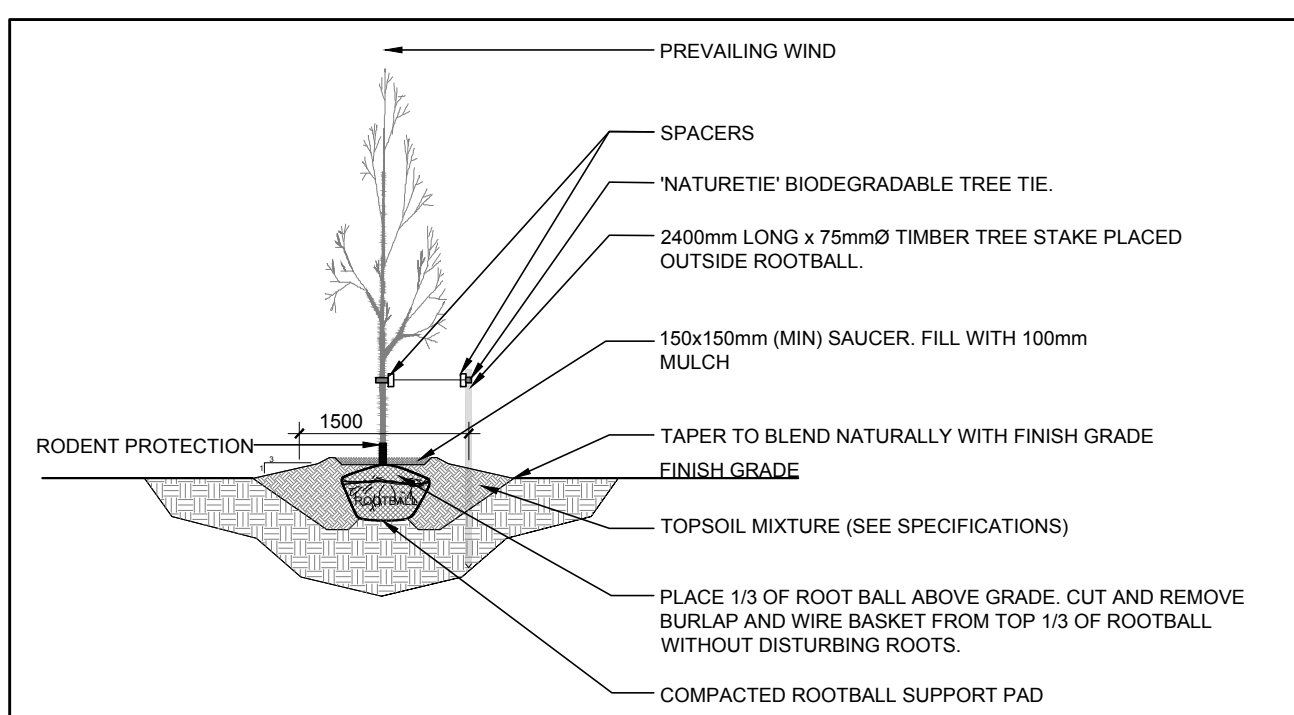 PREVAILING WIND
SPACERS
'NATURETIE' BIODEGRADABLE TREE TIE.
2400mm LONG x 75mmØ TIMBER TREE STAKE PLACED
OUTSIDE ROOTBALL.
150x150mm (MIN) SAUCER. FILL WITH 100mm
MULCH
1500
RODENT PROTECTION
TAPER TO BLEND NATURALLY WITH FINISH GRADE
3
1
FINISH GRADE
ROOTBALL
TOPSOIL MIXTURE (SEE SPECIFICATIONS)
PLACE 1/3 OF ROOT BALL ABOVE GRADE. CUT AND REMOVE
BURLAP AND WIRE BASKET FROM TOP 1/3 OF ROOTBALL
WITHOUT DISTURBING ROOTS.
COMPACTED ROOTBALL SUPPORT PAD